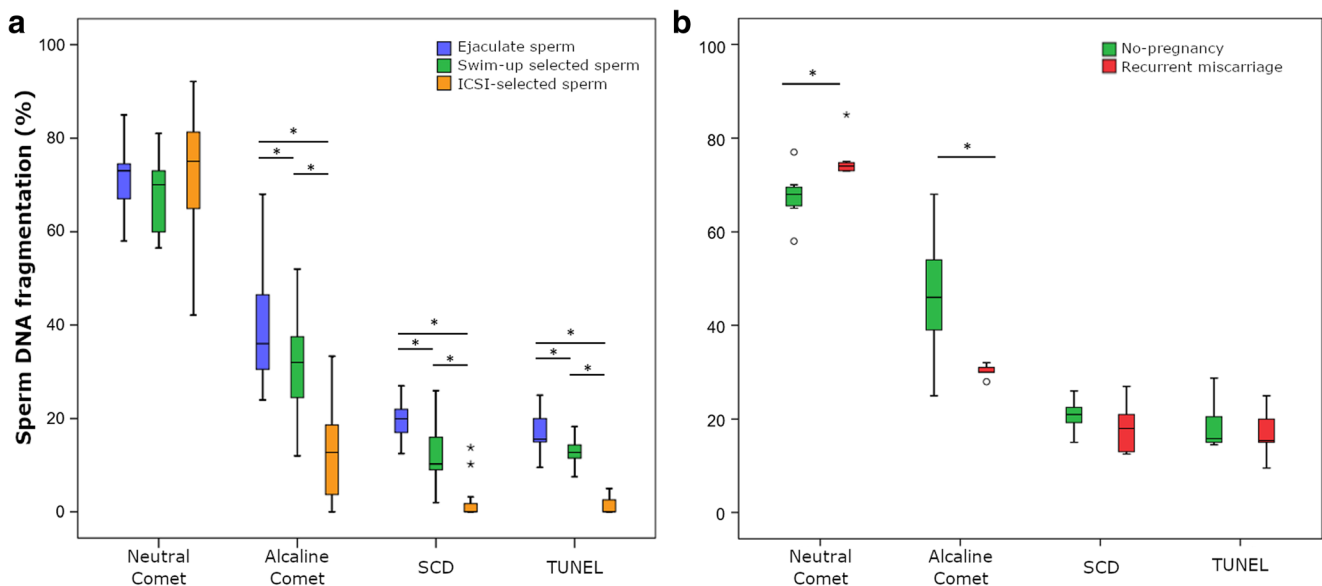 a
Sperm DNA fragmentation (%)
100
80
60
40
20
0
Ejaculate sperm
Swim-up selected sperm
ICSI-selected sperm
* * * * * * * * * * *
Neutral
Comet
Alcaline
Comet
SCD
TUNEL
b
100
80
60
40
20
0
No-pregnancy
Recurrent miscarriage
* * *
Neutral
Comet
Alcaline
Comet
SCD
TUNEL